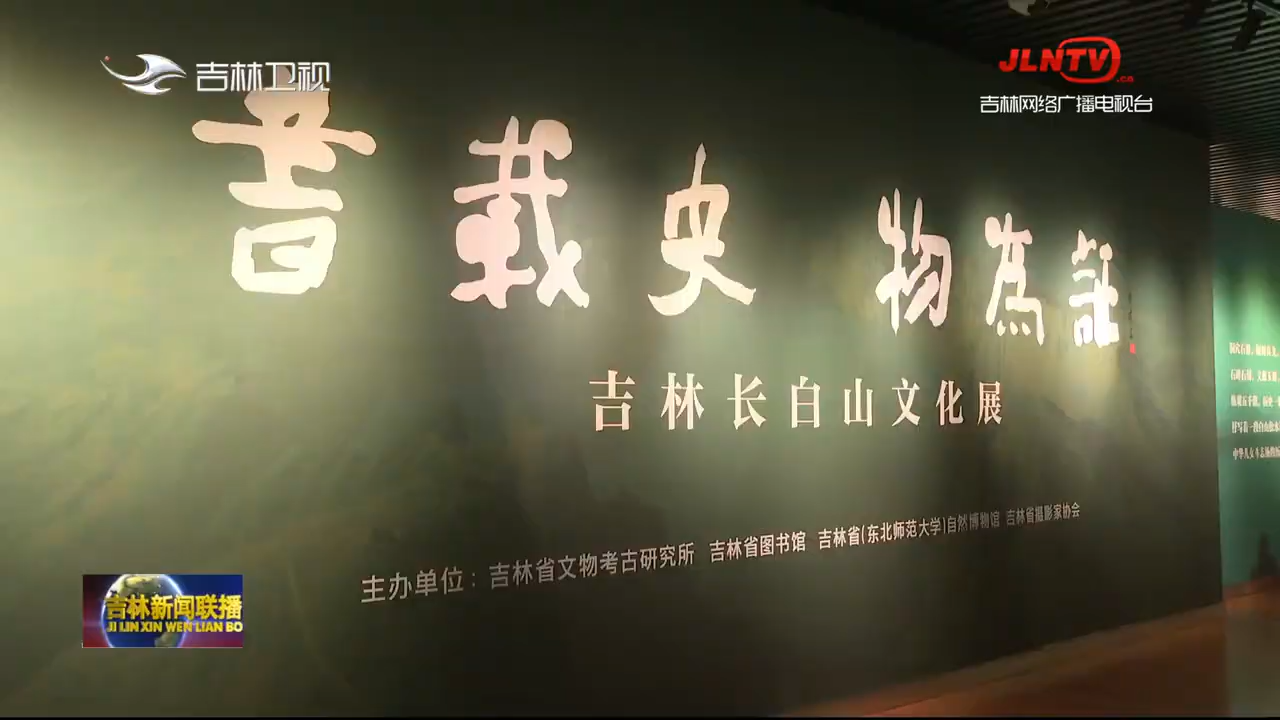 吉林卫视
JLNTV.cn
吉林网络广播电视台
書載史 物為証
吉林长白山文化展
主办单位：吉林省文物考古研究所 吉林省图书馆 吉林省(东北师范大学)自然博物馆 吉林省摄影家协会
吉林新闻联播
JI LIN XIN WEN LIAN BO